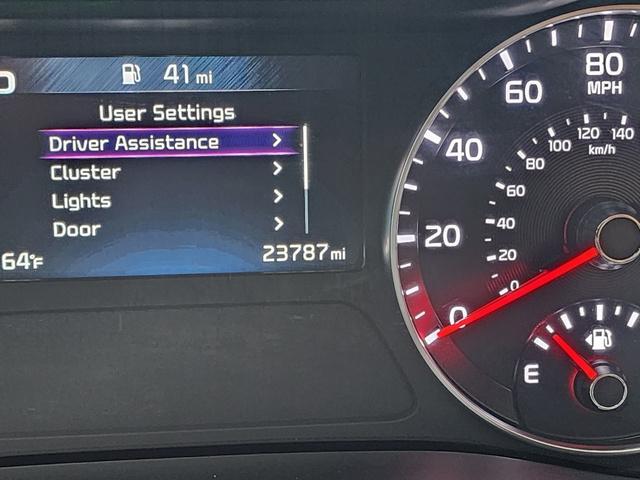 41 mi
User Settings
Driver Assistance >
Cluster >
Lights >
Door >
64°F
23787 mi
0
20
40
60
80
MPH
0
20
40
60
80
100
120
140
km/h
E